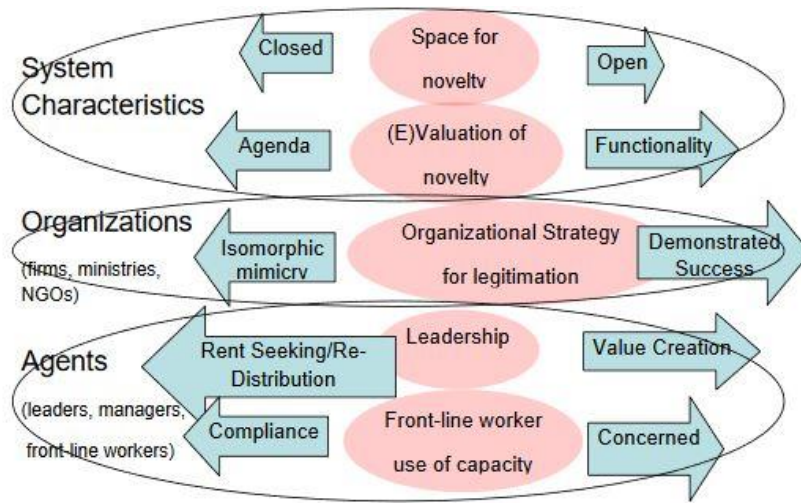 Closed
Space for
novelty
Open
System
Characteristics
Agenda
(E)Valuation of
novelty
Functionality
Organizations
(firms, ministries,
NGOs)
Isomorphic
mimicry
Organizational Strategy
for legitimation
Demonstrated
Success
Agents
(leaders, managers,
front-line workers)
Rent Seeking/Re-
Distribution
Leadership
Value Creation
Compliance
Front-line worker
use of capacity
Concerned